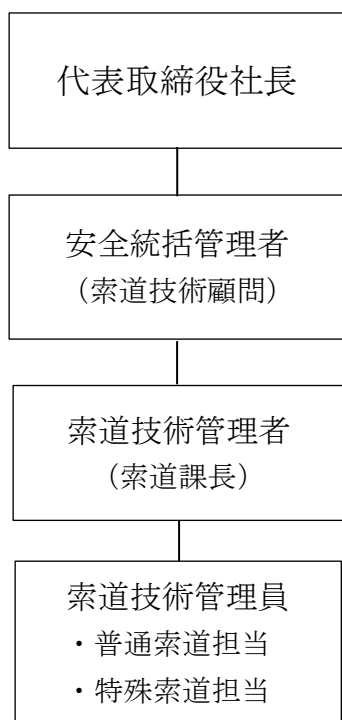 代表取締役社長
安全統括管理者
（索道技術顧問）
索道技術管理者
（索道課長）
索道技術管理員
・普通索道担当
・特殊索道担当